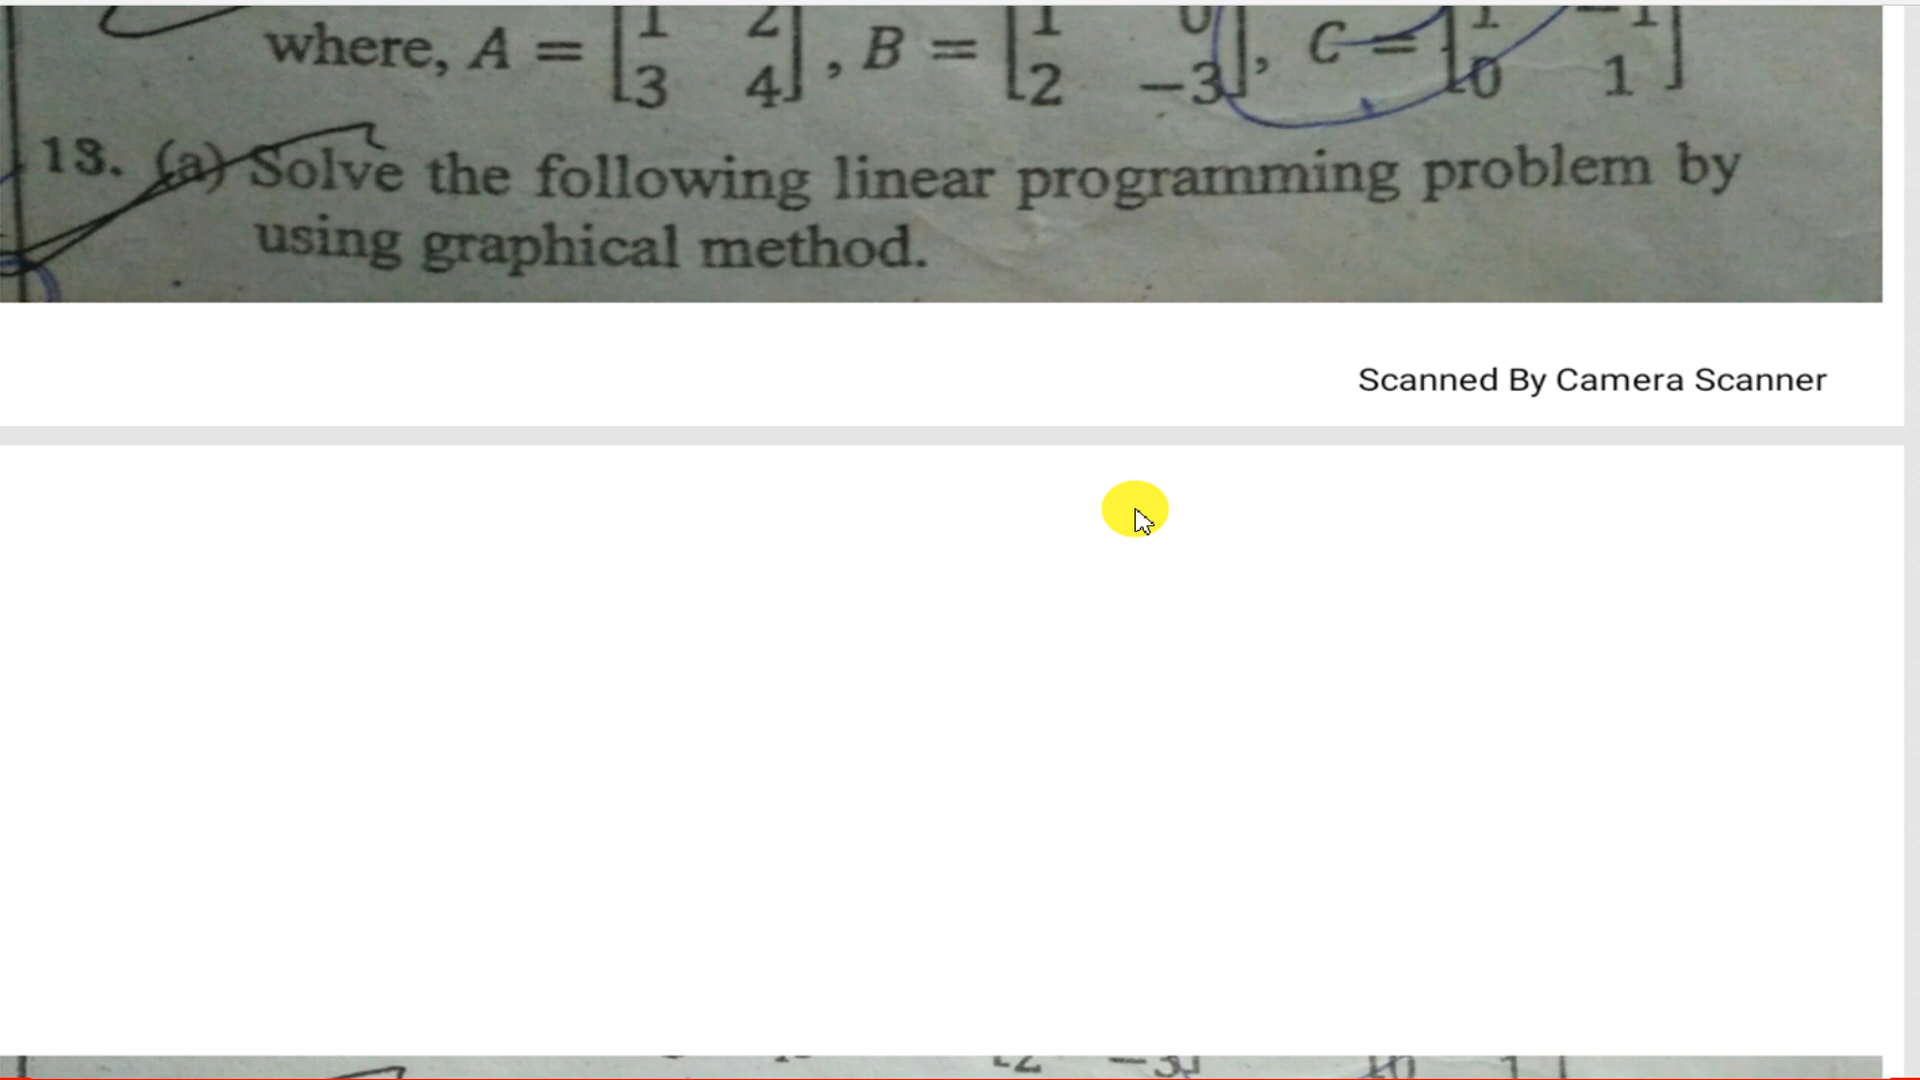 where, A = [1 2
3 4], B = [1 0
2 -3], C = [1 -1
0 1]
13. (a) Solve the following linear programming problem by
using graphical method.
Scanned By Camera Scanner